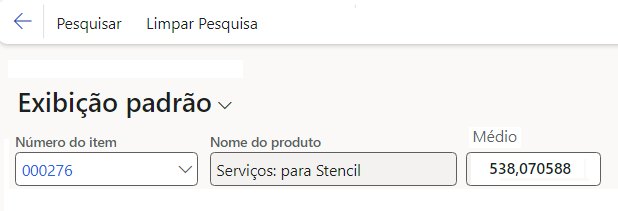 Pesquisar Limpar Pesquisa
Exibição padrão
Número do item Nome do produto Médio
000276 Serviços: para Stencil 538,070588